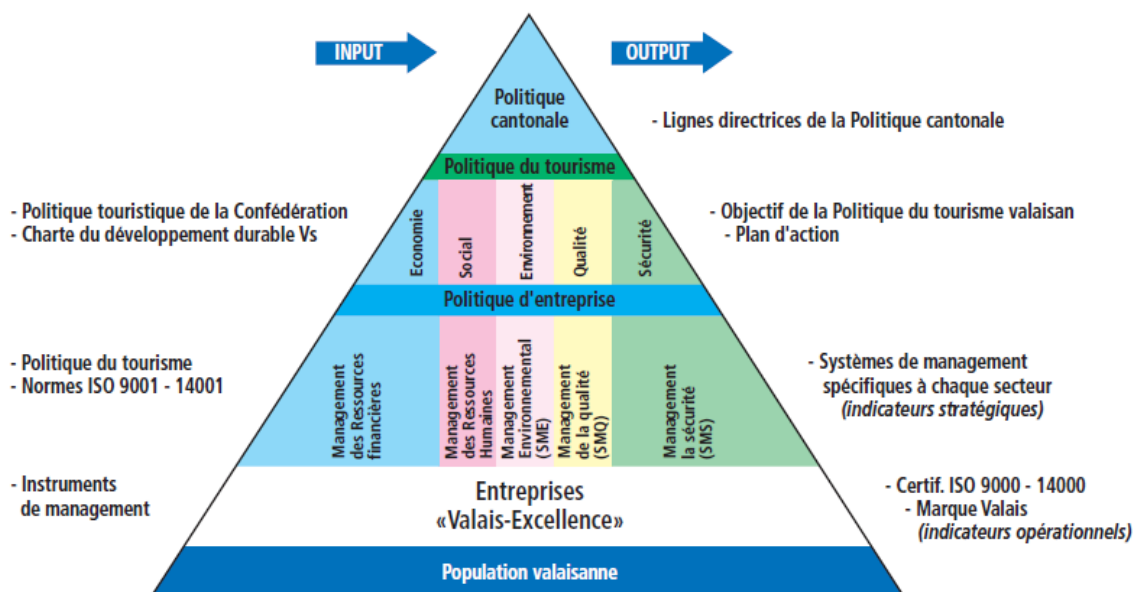 INPUT
OUTPUT
Politique
cantonale
- Lignes directrices de la Politique cantonale
Politique du tourisme
- Politique touristique de la Confédération
- Charte du développement durable Vs
Economie
Social
Environnement
Qualité
Sécurité
- Objectif de la Politique du tourisme valaisan
- Plan d'action
Politique d'entreprise
- Politique du tourisme
- Normes ISO 9001 - 14001
Management
des Ressources
financières
Management
des Ressources
Humaines
Management
Environnemental
(SME)
Management
de la qualité
(SMQ)
Management
la sécurité
(SMS)
- Systèmes de management
spécifiques à chaque secteur
(indicateurs stratégiques)
- Instruments
de management
Entreprises
«Valais-Excellence»
- Certif. ISO 9000 - 14000
- Marque Valais
(indicateurs opérationnels)
Population valaisanne